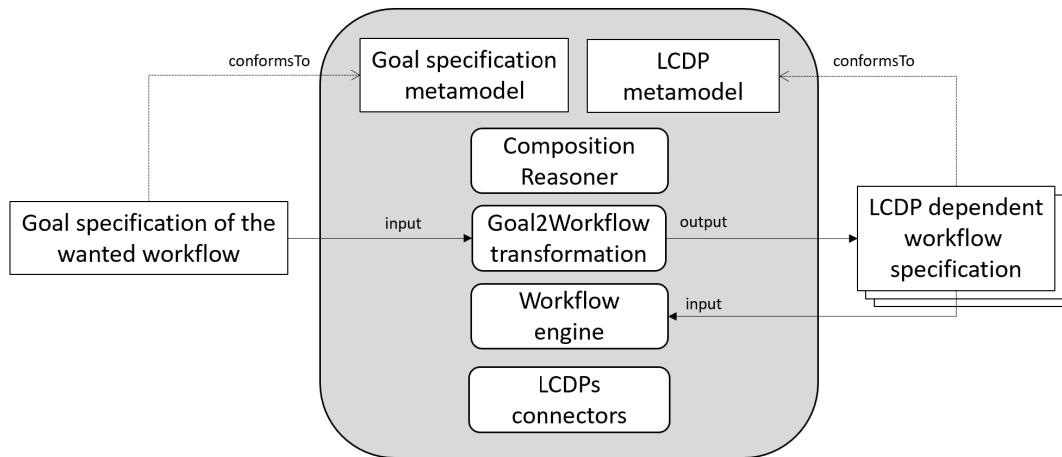 conformsTo
Goal specification
metamodel
LCDP
metamodel
conformsTo
Composition
Reasoner
Goal specification of the
wanted workflow
input
Goal2Workflow
transformation
output
LCDP dependent
workflow
specification
Workflow
engine
input
LCDPs
connectors